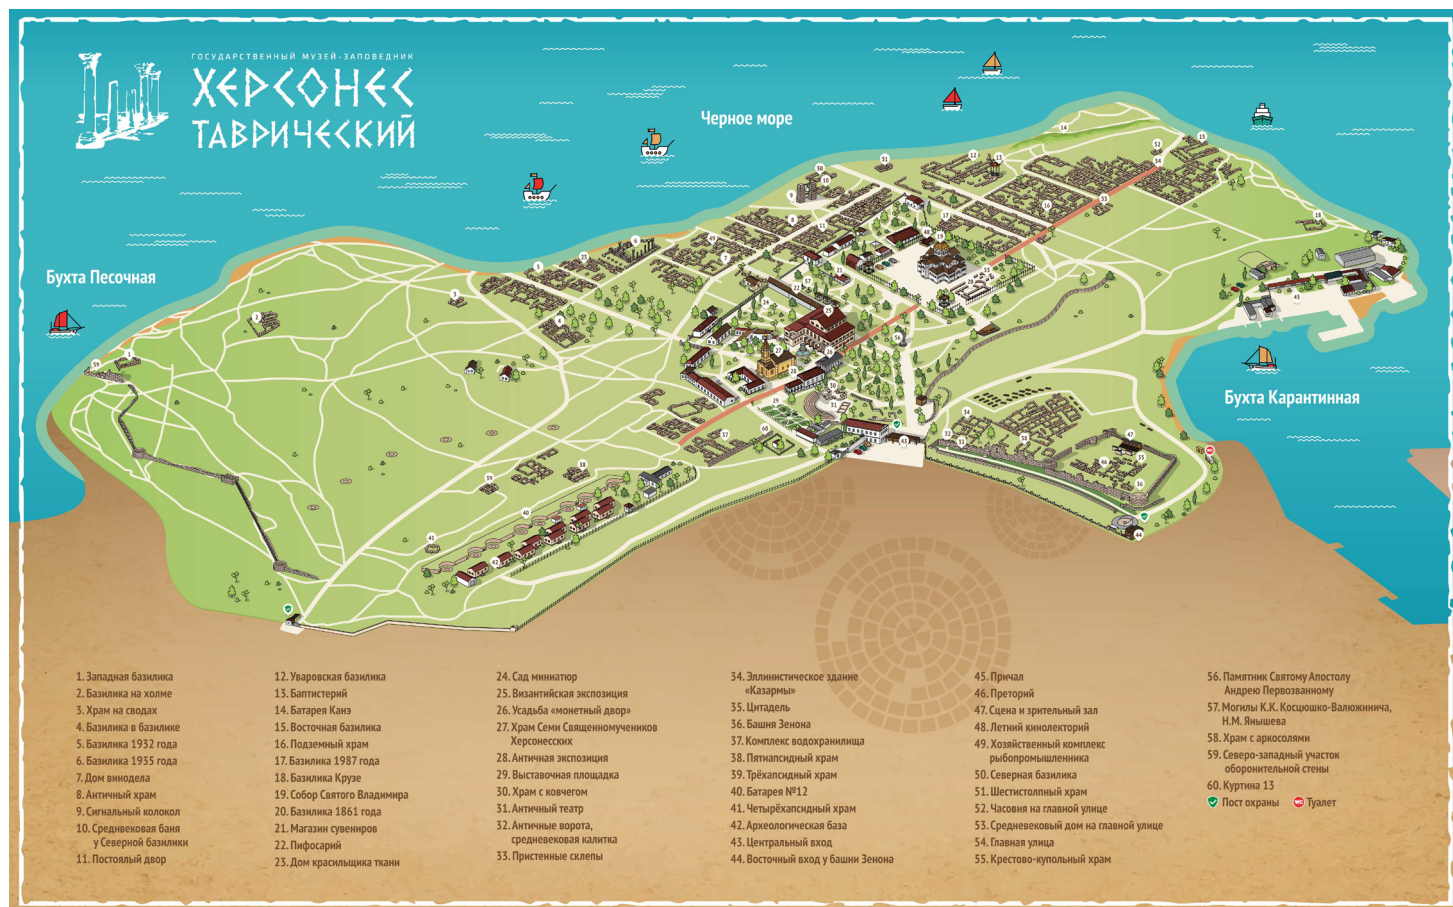 ГОСУДАРСТВЕННЫЙ МУЗЕЙ-ЗАПОВЕДНИК
ХЕРСОНЕС
ТАВРИЧЕСКИЙ
Черное море
Бухта Песочная
Бухта Карантинная
1. Западная базилика
2. Базилика на холме
3. Храм на сводах
4. Базилика в базилике
5. Базилика 1932 года
6. Базилика 1935 года
7. Дом винодела
8. Античный храм
9. Сигнальный колокол
10. Средневековая баня
у Северной базилики
11. Постоялый двор
12. Уваровская базилика
13. Баптистерий
14. Батарея Канэ
15. Восточная базилика
16. Подземный храм
17. Базилика 1987 года
18. Базилика Крузе
19. Собор Святого Владимира
20. Базилика 1861 года
21. Магазин сувениров
22. Пифосарий
23. Дом красильщика ткани
24. Сад миниатюр
25. Византийская экспозиция
26. Усадьба «монетный двор»
27. Храм Семи Священномучеников
Херсонесских
28. Античная экспозиция
29. Выставочная площадка
30. Храм с ковчегом
31. Античный театр
32. Античные ворота,
средневековая калитка
33. Пристенные склепы
34. Эллинистическое здание
«Казармы»
35. Цитадель
36. Башня Зенона
37. Комплекс водохранилища
38. Пятиапсидный храм
39. Трёхапсидный храм
40. Батарея №12
41. Четырёхапсидный храм
42. Археологическая база
43. Центральный вход
44. Восточный вход у башни Зенона
45. Причал
46. Преторий
47. Сцена и зрительный зал
48. Летний кинолекторий
49. Хозяйственный комплекс
рыбопромышленника
50. Северная базилика
51. Шестистолпный храм
52. Часовня на главной улице
53. Средневековый дом на главной улице
54. Главная улица
55. Крестово-купольный храм
56. Памятник Святому Апостолу
Андрею Первозванному
57. Могилы К.К. Косцюшко-Валюжинича,
Н.М. Янышева
58. Храм с аркосолями
59. Северо-западный участок
оборонительной стены
60. Куртина 13
Пост охраны
WC Туалет